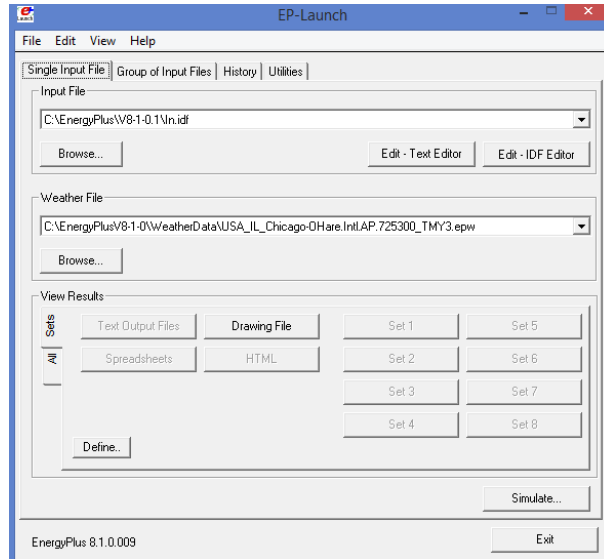 EP-Launch
File Edit View Help
Single Input File Group of Input Files History Utilities
Input File
C:\EnergyPlus\V8-1-0.1\In.idf
Browse... Edit - Text Editor Edit - IDF Editor
Weather File
C:\EnergyPlusV8-1-0\WeatherData\USA_IL_Chicago-OHare.Intl.AP.725300_TMY3.epw
Browse...
View Results
Sets
All
Text Output Files Drawing File Set 1 Set 5
Spreadsheets HTML Set 2 Set 6
Set 3 Set 7
Set 4 Set 8
Define..
Simulate...
EnergyPlus 8.1.0.009 Exit